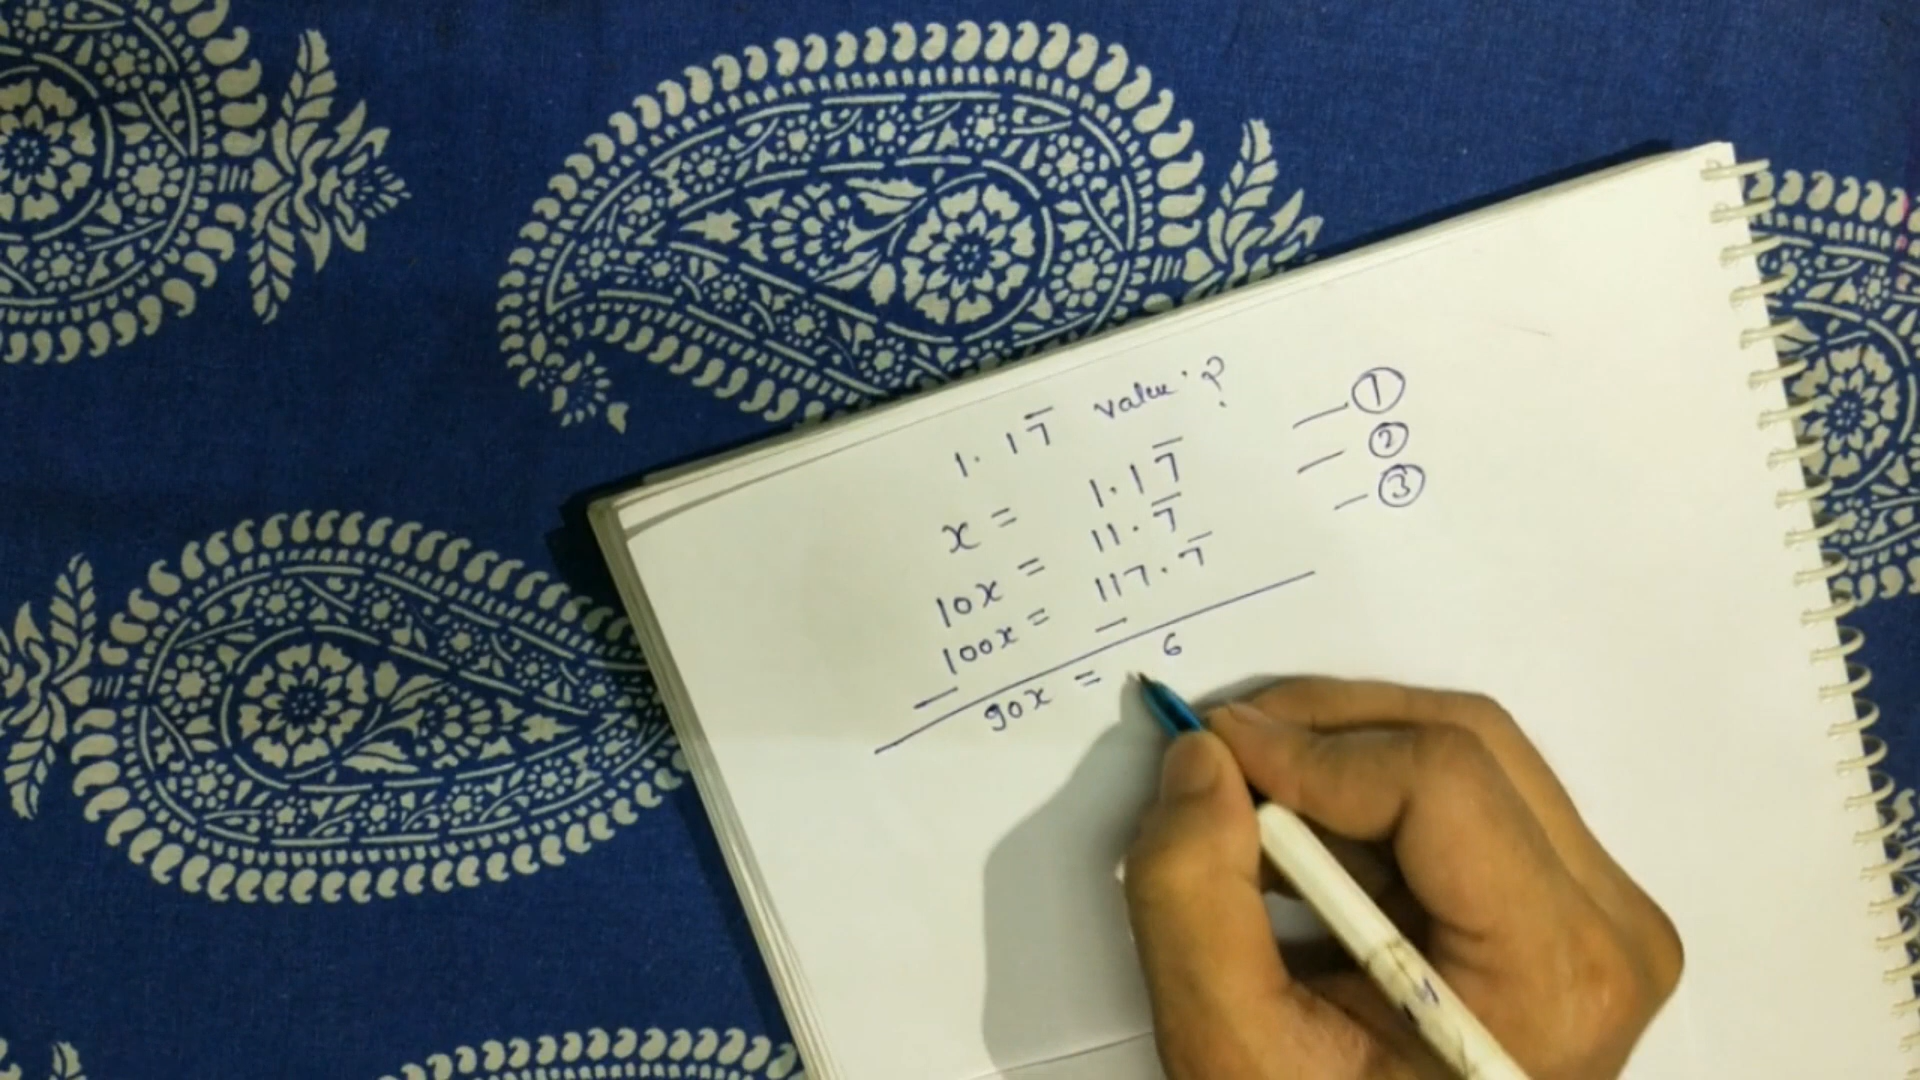 1.17̅ value ?
x = 1.17̅ — ①
10x = 11.7̅ — ②
100x = 117.7̅ — ③
— —
90x = 6